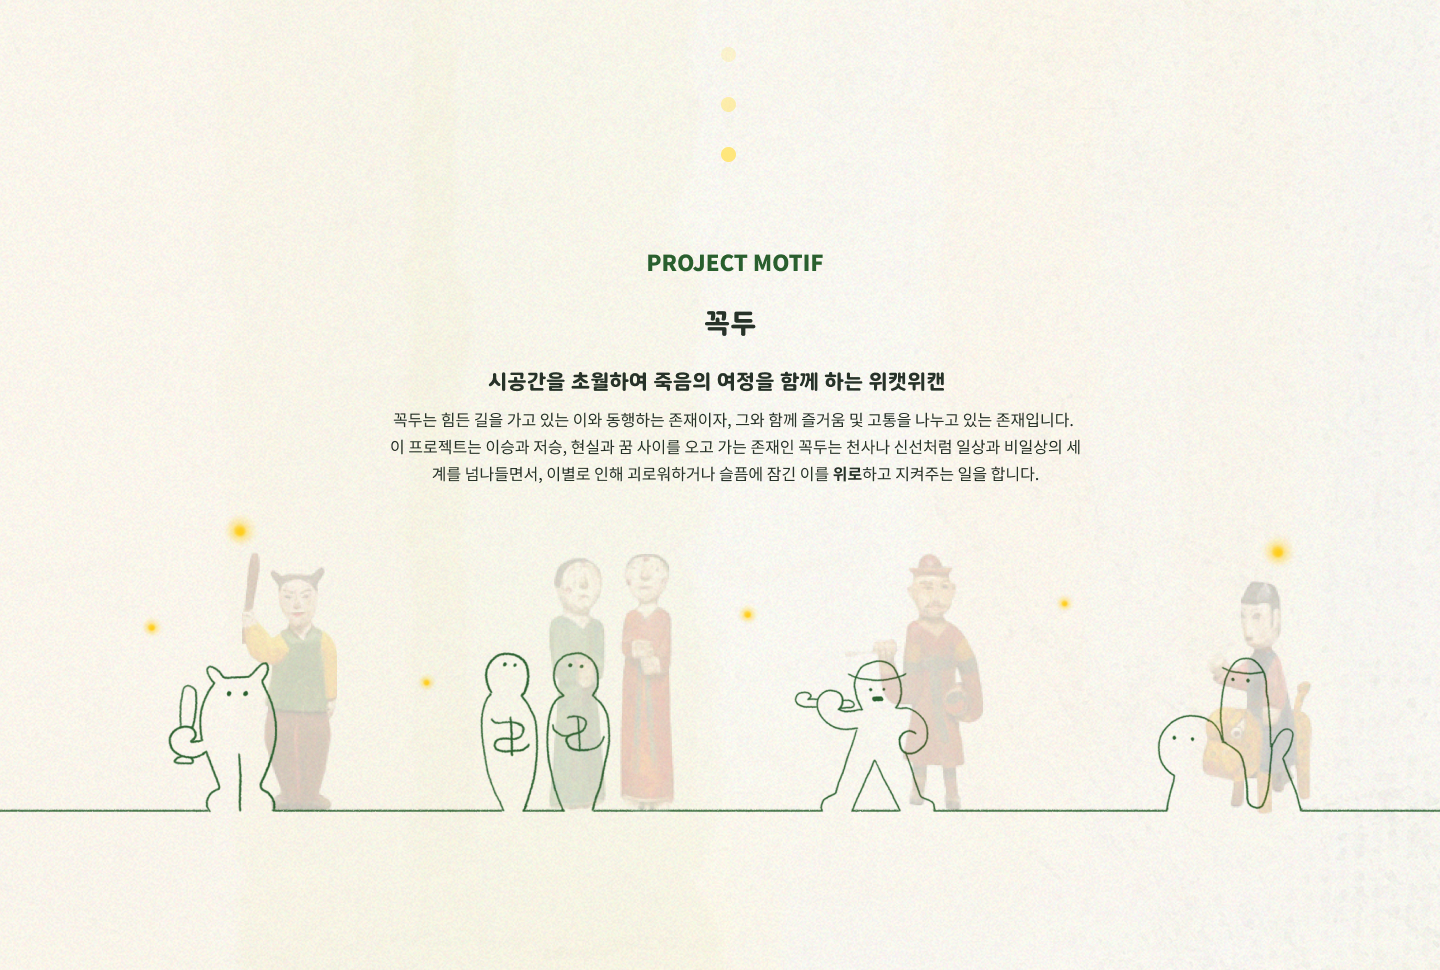 PROJECT MOTIF
꼭두
시공간을 초월하여 죽음의 여정을 함께 하는 위캣위캔
꼭두는 힘든 길을 가고 있는 이와 동행하는 존재이자, 그와 함께 즐거움 및 고통을 나누고 있는 존재입니다.
이 프로젝트는 이승과 저승, 현실과 꿈 사이를 오고 가는 존재인 꼭두는 천사나 신선처럼 일상과 비일상의 세
계를 넘나들면서, 이별로 인해 괴로워하거나 슬픔에 잠긴 이를 위로하고 지켜주는 일을 합니다.